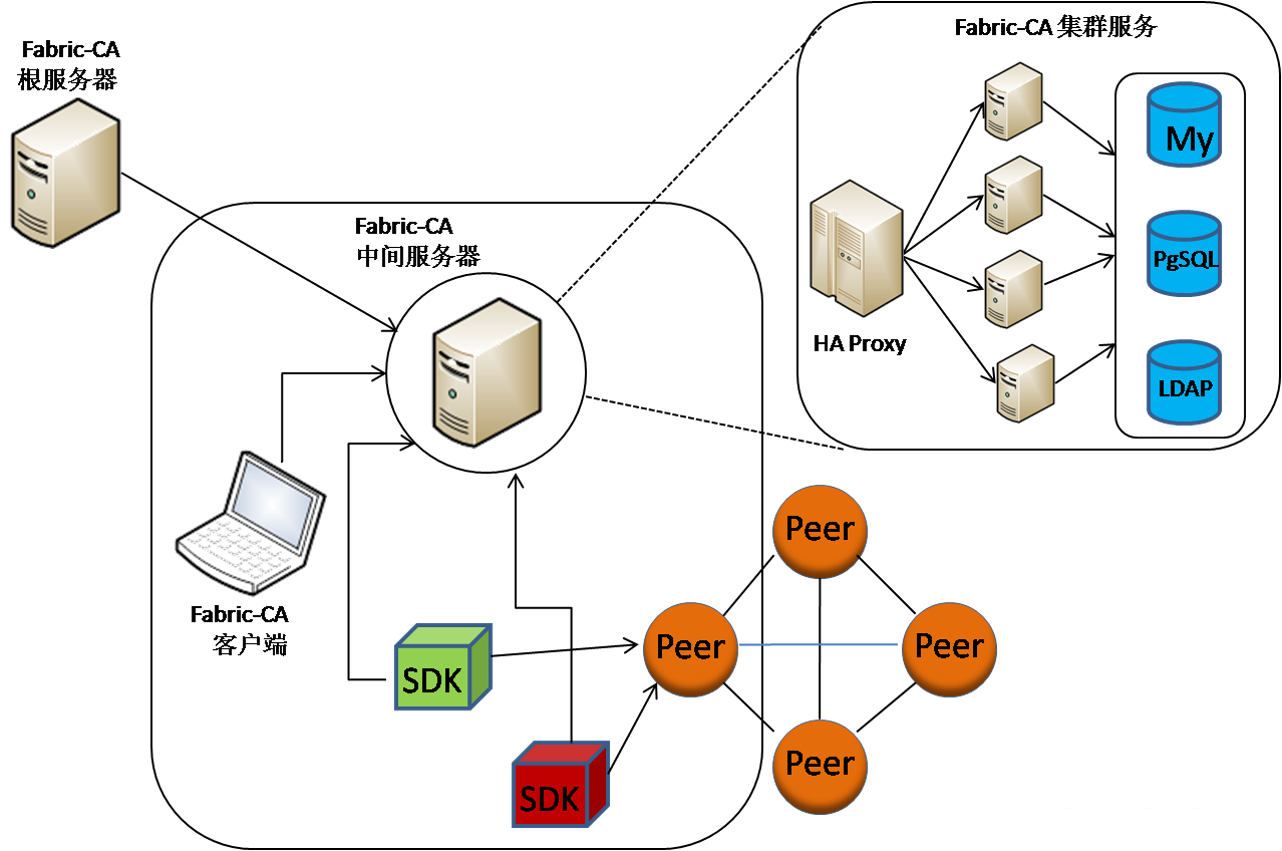 Fabric-CA
根服务器
Fabric-CA 集群服务
My
PgSQL
LDAP
HA Proxy
Fabric-CA
中间服务器
Fabric-CA
客户端
SDK
SDK
Peer
Peer
Peer
Peer